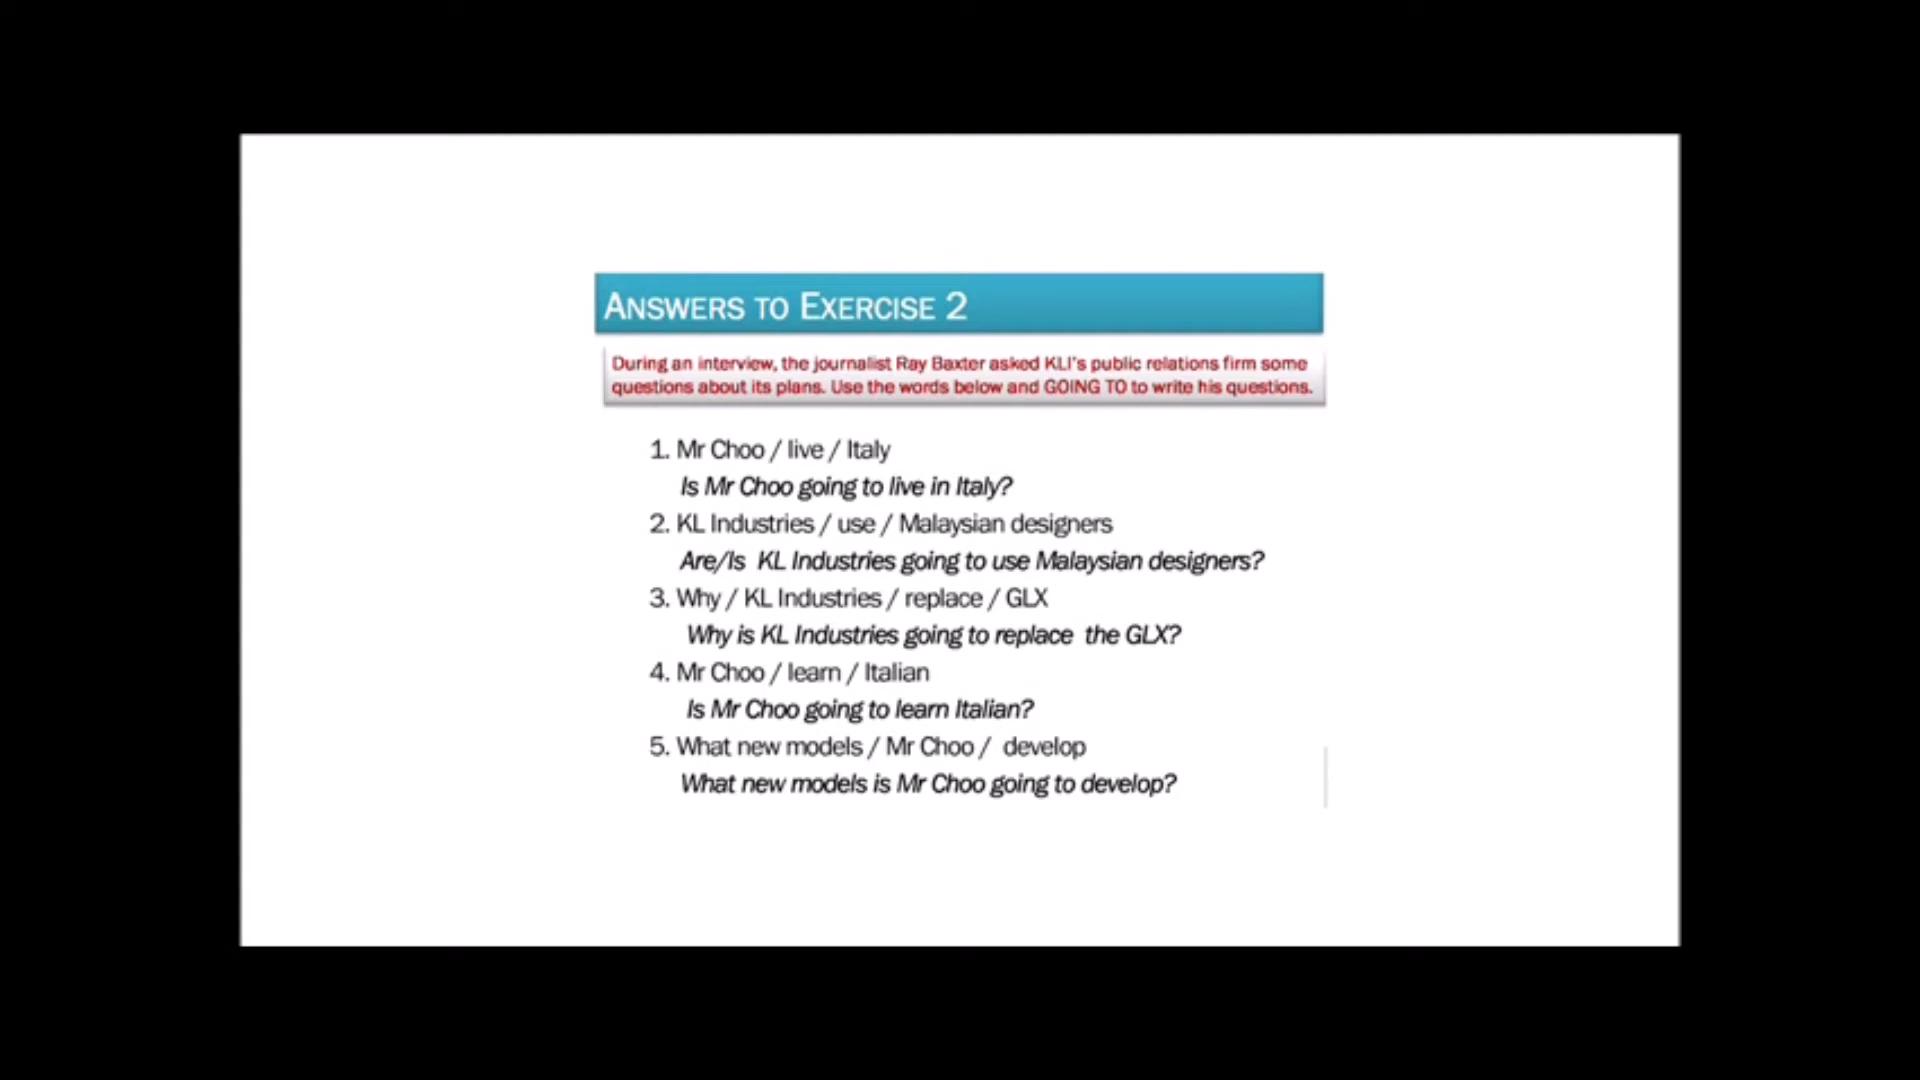 ANSWERS TO EXERCISE 2
During an interview, the journalist Ray Baxter asked KLI's public relations firm some
questions about its plans. Use the words below and GOING TO to write his questions.
1. Mr Choo / live / Italy
Is Mr Choo going to live in Italy?
2. KL Industries / use / Malaysian designers
Are/Is KL Industries going to use Malaysian designers?
3. Why / KL Industries / replace / GLX
Why is KL Industries going to replace the GLX?
4. Mr Choo / learn / Italian
Is Mr Choo going to learn Italian?
5. What new models / Mr Choo / develop
What new models is Mr Choo going to develop?